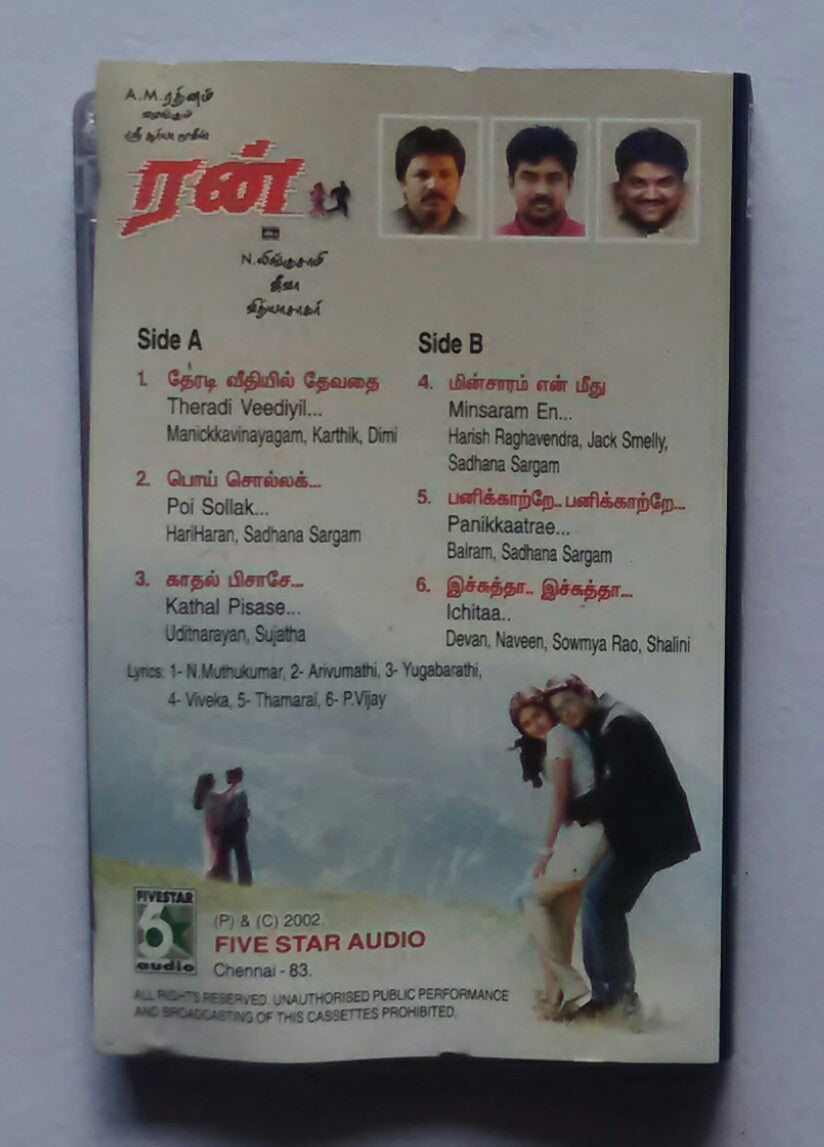 A.M.ரத்னம்
வழங்கும்
ஸ்ரீ சூர்யா மூவிஸ்
ரன்
N.லிங்குசாமி
ஜீவா
வித்யாசாகர்
Side A
1. தேரடி வீதியில் தேவதை
Theradi Veediyil...
Manickkavinayagam, Karthik, Dimi
2. பொய் சொல்லக்...
Poi Sollak...
HariHaran, Sadhana Sargam
3. காதல் பிசாசே...
Kathal Pisase...
Uditnarayan, Sujatha
Side B
4. மின்சாரம் என் மீது
Minsaram En...
Harish Raghavendra, Jack Smelly,
Sadhana Sargam
5. பனிக்காற்றே.. பனிக்காற்றே...
Panikkaatrae...
Balram, Sadhana Sargam
6. இச்சுத்தா.. இச்சுத்தா...
Ichitaa..
Devan, Naveen, Sowmya Rao, Shalini
Lyrics: 1- N.Muthukumar, 2- Arivumathi, 3- Yugabarathi,
4- Viveka, 5- Thamarai, 6- P.Vijay
FIVESTAR
audio
(P) & (C) 2002.
FIVE STAR AUDIO
Chennai - 83.
ALL RIGHTS RESERVED. UNAUTHORISED PUBLIC PERFORMANCE
AND BROADCASTING OF THIS CASSETTES PROHIBITED.